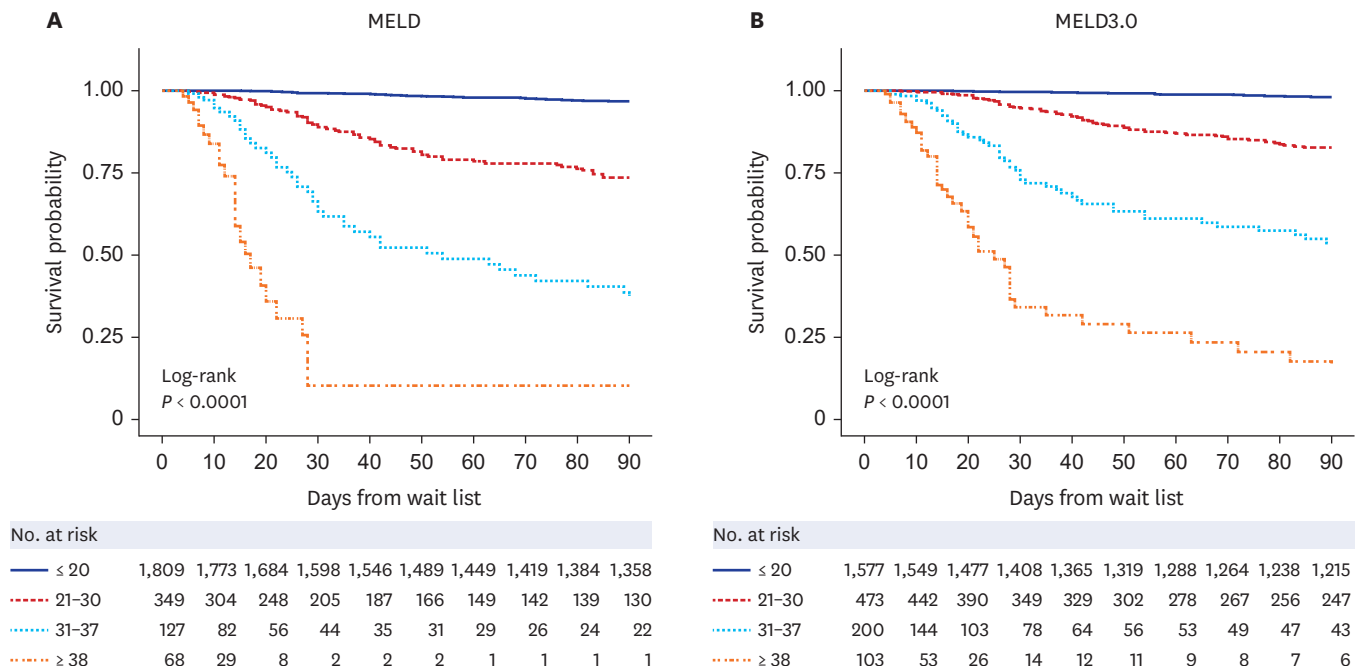 A
MELD
1.00
0.75
0.50
0.25
0
Survival probability
Log-rank
P < 0.0001
0 10 20 30 40 50 60 70 80 90
Days from wait list
No. at risk
≤ 20 1,809 1,773 1,684 1,598 1,546 1,489 1,449 1,419 1,384 1,358
21–30 349 304 248 205 187 166 149 142 139 130
31–37 127 82 56 44 35 31 29 26 24 22
≥ 38 68 29 8 2 2 2 1 1 1 1
B
MELD3.0
1.00
0.75
0.50
0.25
0
Survival probability
Log-rank
P < 0.0001
0 10 20 30 40 50 60 70 80 90
Days from wait list
No. at risk
≤ 20 1,577 1,549 1,477 1,408 1,365 1,319 1,288 1,264 1,238 1,215
21–30 473 442 390 349 329 302 278 267 256 247
31–37 200 144 103 78 64 56 53 49 47 43
≥ 38 103 53 26 14 12 11 9 8 7 6